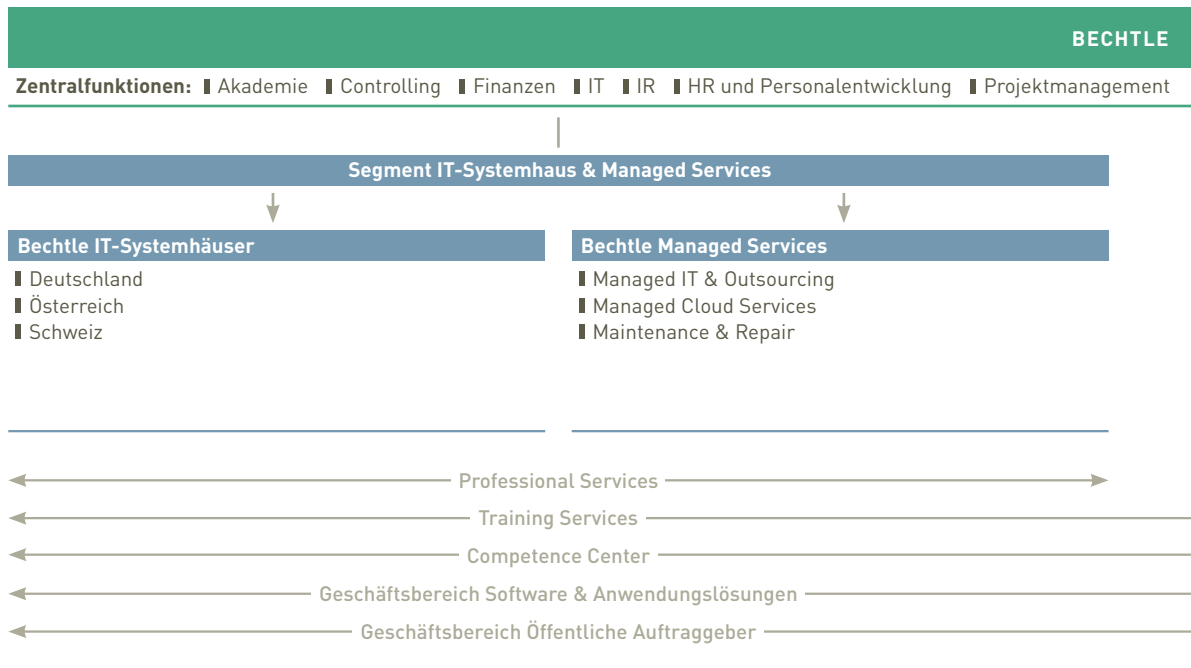 BECHTLE
Zentralfunktionen: Akademie Controlling Finanzen IT IR HR und Personalentwicklung Projektmanagement
Segment IT-Systemhaus & Managed Services
Bechtle IT-Systemhäuser
Deutschland
Österreich
Schweiz
Bechtle Managed Services
Managed IT & Outsourcing
Managed Cloud Services
Maintenance & Repair
Professional Services
Training Services
Competence Center
Geschäftsbereich Software & Anwendungslösungen
Geschäftsbereich Öffentliche Auftraggeber